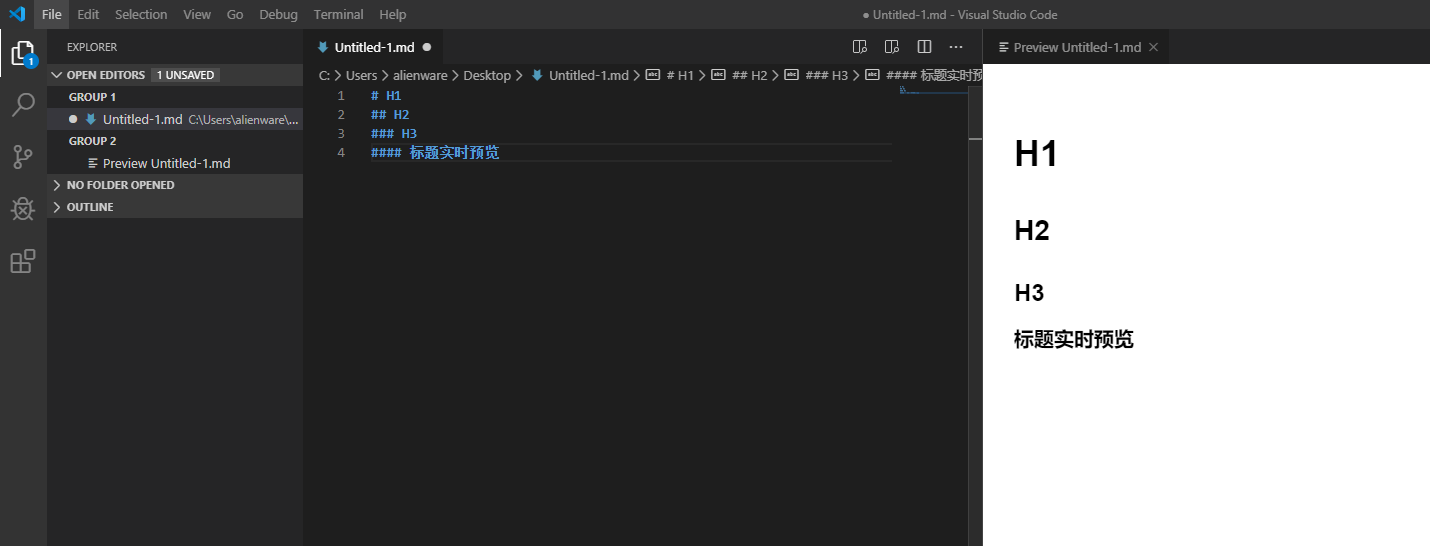 File Edit Selection View Go Debug Terminal Help ● Untitled-1.md - Visual Studio Code
EXPLORER
OPEN EDITORS 1 UNSAVED
GROUP 1
Untitled-1.md C:\Users\alienware\...
GROUP 2
Preview Untitled-1.md
NO FOLDER OPENED
OUTLINE
1
Untitled-1.md
C: > Users > alienware > Desktop > Untitled-1.md > # H1 > ## H2 > ### H3 > #### 标题实时预
1 # H1
2 ## H2
3 ### H3
4 #### 标题实时预览
Preview Untitled-1.md
H1
H2
H3
标题实时预览